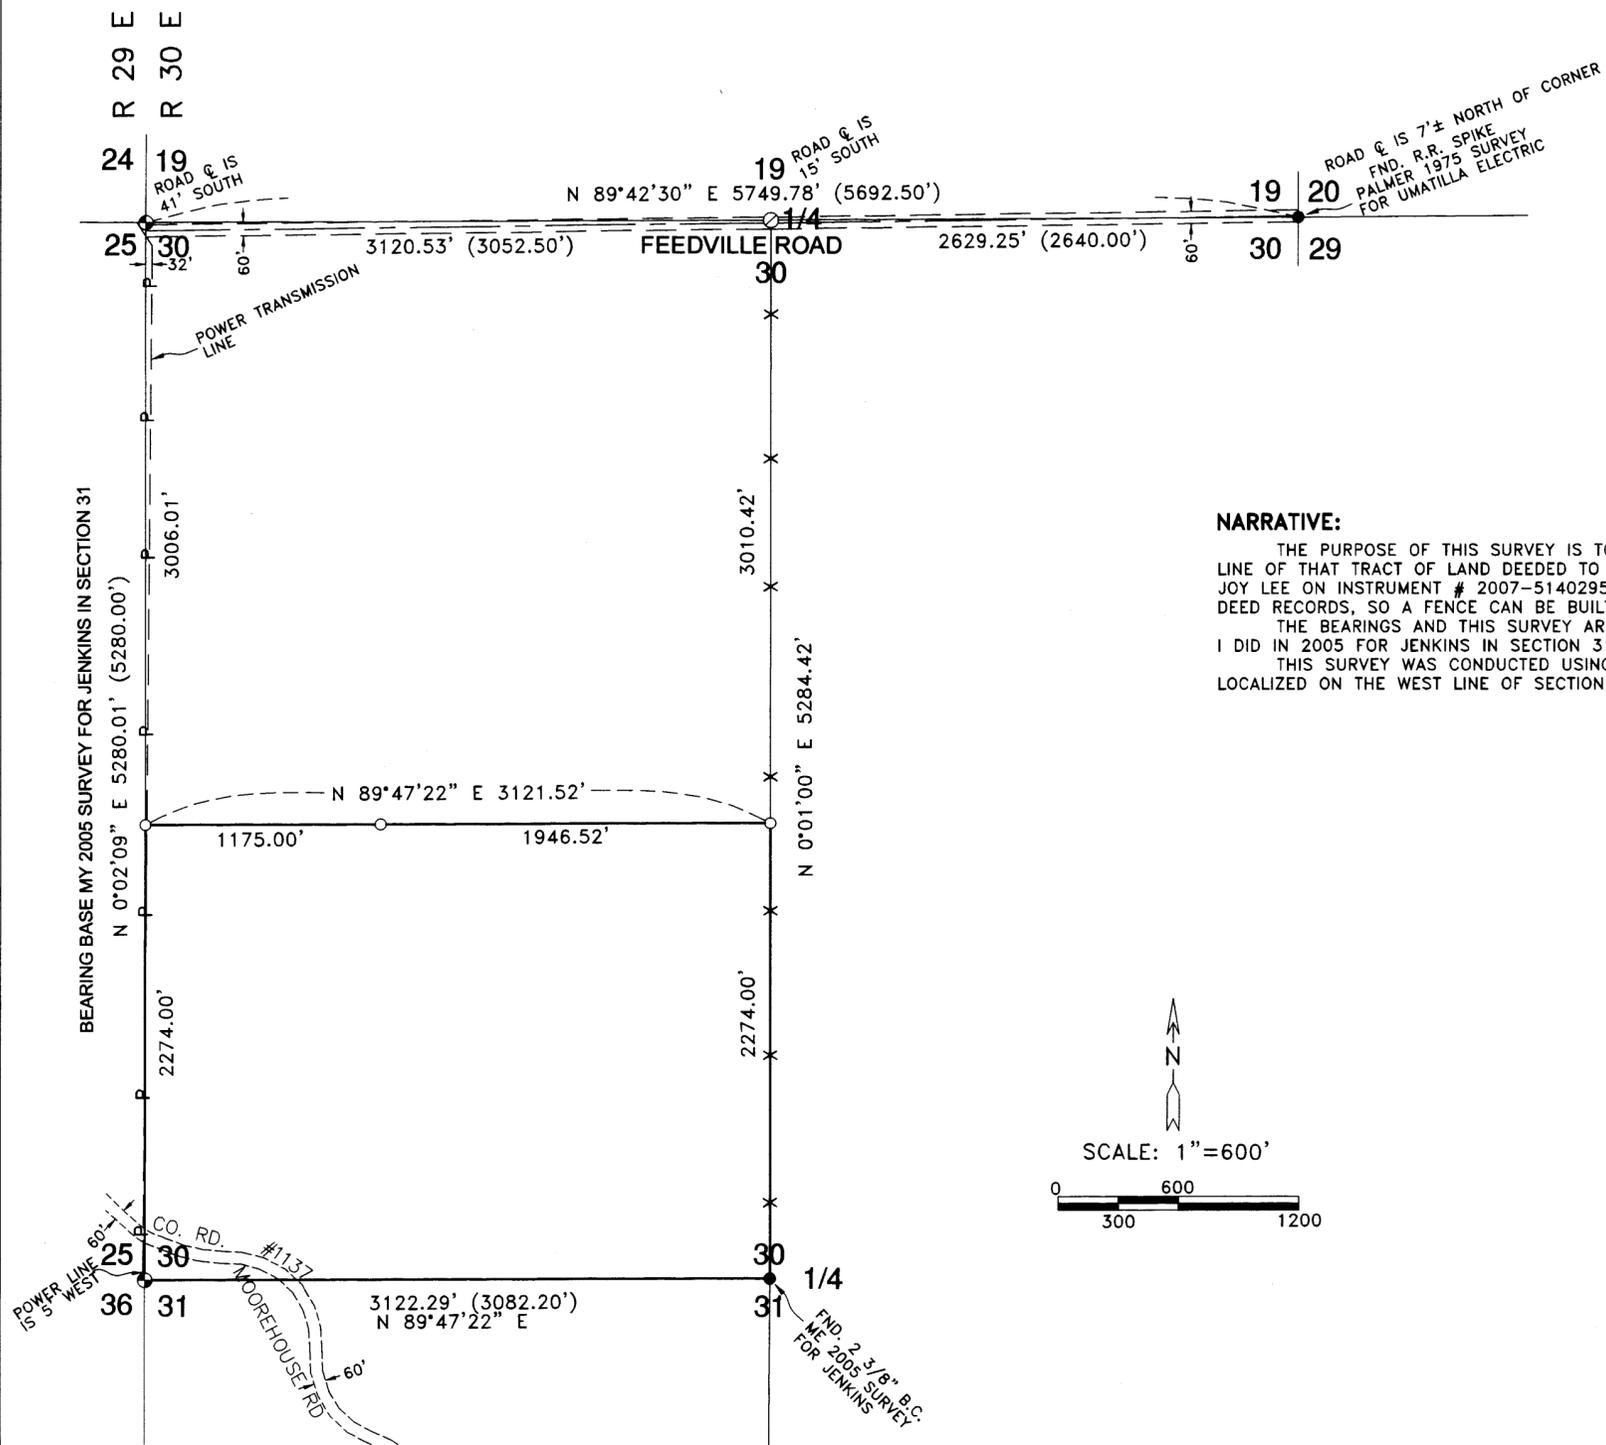 R 29 E
R 30 E
24 19
ROAD ℄ IS
41' SOUTH
19
ROAD ℄ IS
15' SOUTH
N 89°42'30" E 5749.78' (5692.50')
19 20
ROAD ℄ IS 7'± NORTH OF CORNER
FND. R.R. SPIKE
PALMER 1975 SURVEY
FOR UMATILLA ELECTRIC
1/4
25 30
32'
60'
3120.53' (3052.50')
FEEDVILLE ROAD
2629.25' (2640.00')
60'
30 29
30
P
POWER TRANSMISSION
LINE
P
P
P
P
P
P
BEARING BASE MY 2005 SURVEY FOR JENKINS IN SECTION 31
N 0°02'09" E 5280.01' (5280.00')
3006.01'
3010.42'
N 0°01'00" E 5284.42'
NARRATIVE:
THE PURPOSE OF THIS SURVEY IS TO
LINE OF THAT TRACT OF LAND DEEDED TO
JOY LEE ON INSTRUMENT # 2007-5140295
DEED RECORDS, SO A FENCE CAN BE BUIL
THE BEARINGS AND THIS SURVEY AR
I DID IN 2005 FOR JENKINS IN SECTION 3
THIS SURVEY WAS CONDUCTED USING
LOCALIZED ON THE WEST LINE OF SECTION
N 89°47'22" E 3121.52'
1175.00'
1946.52'
2274.00'
2274.00'
N
SCALE: 1"=600'
0 600
300 1200
60'
CO. RD.
#1137
25 30
POWER LINE
IS 5' WEST
36 31
MOOREHOUSE RD
60'
3122.29' (3082.20')
N 89°47'22" E
30
1/4
31
FND. 2 3/8" B.C.
ME 2005 SURVEY
FOR JENKINS